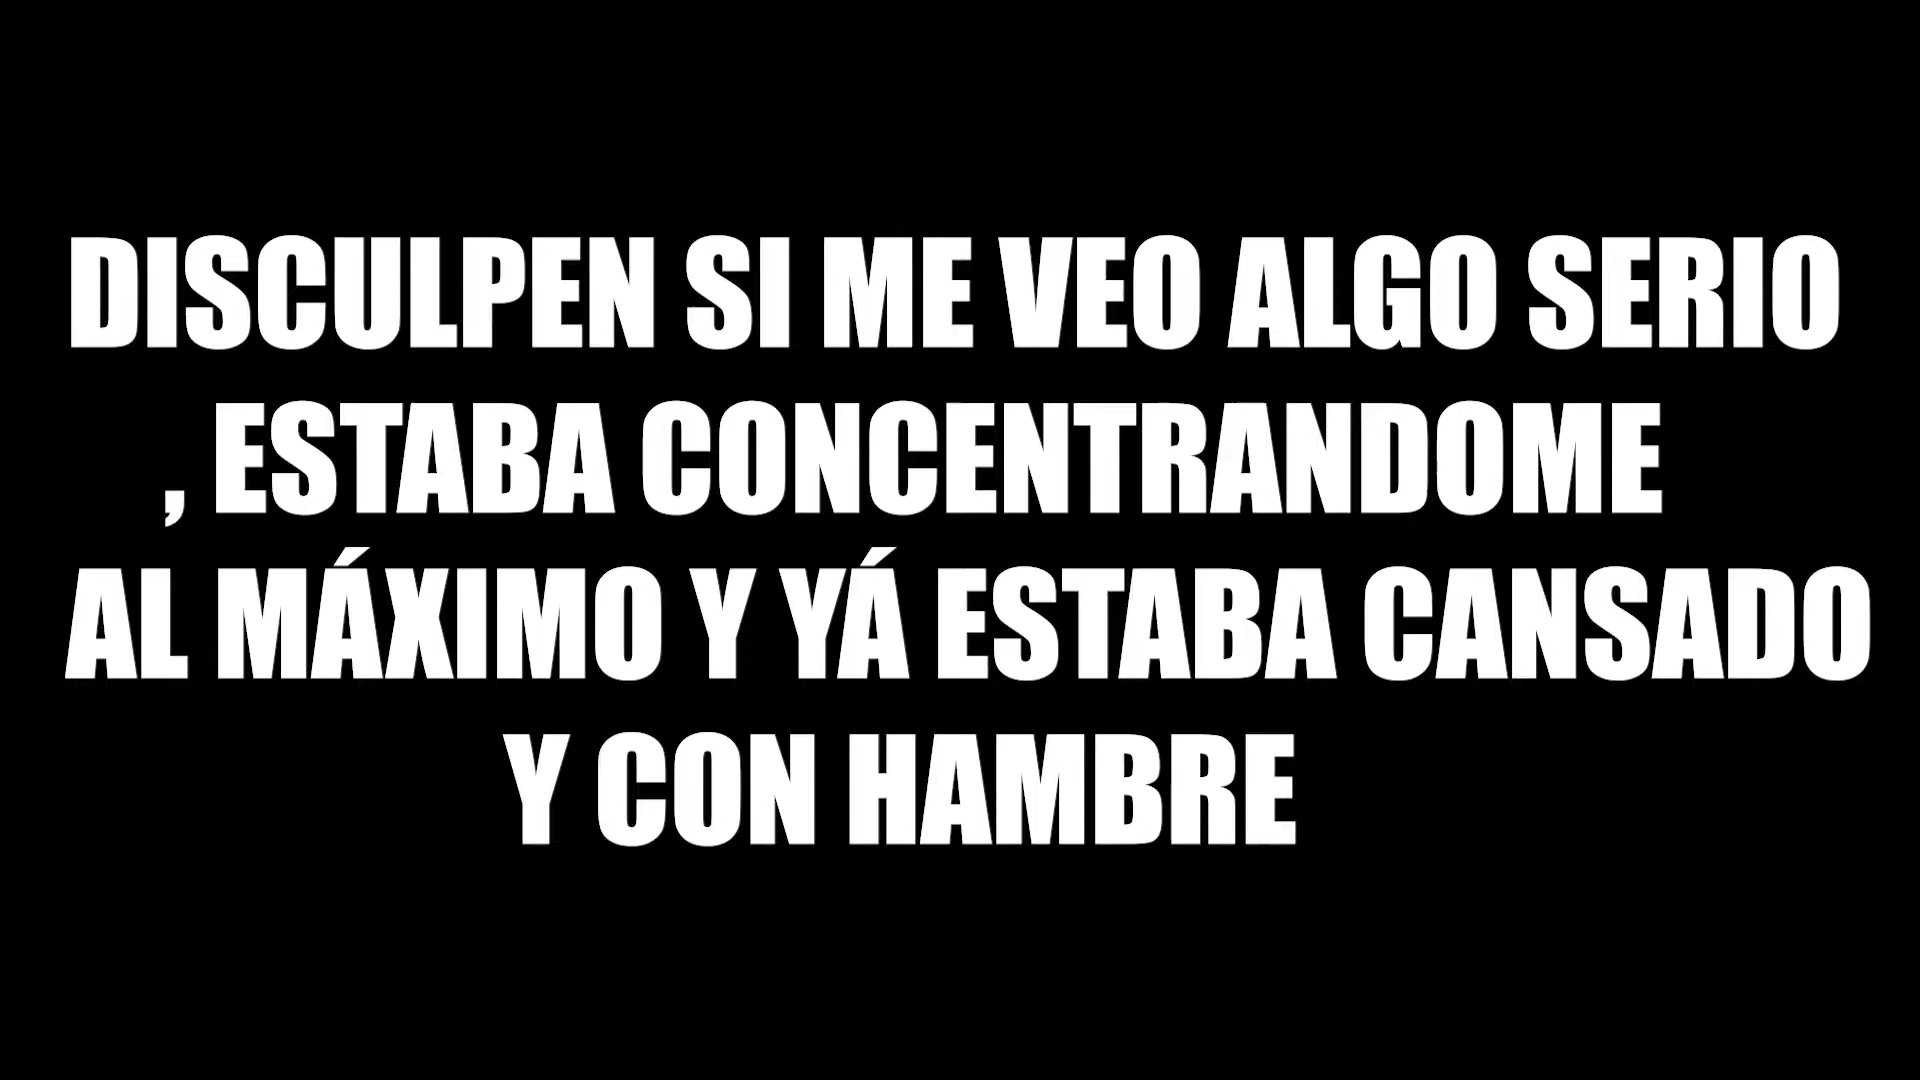 DISCULPEN SI ME VEO ALGO SERIO
, ESTABA CONCENTRANDOME
AL MÁXIMO Y YÁ ESTABA CANSADO
Y CON HAMBRE